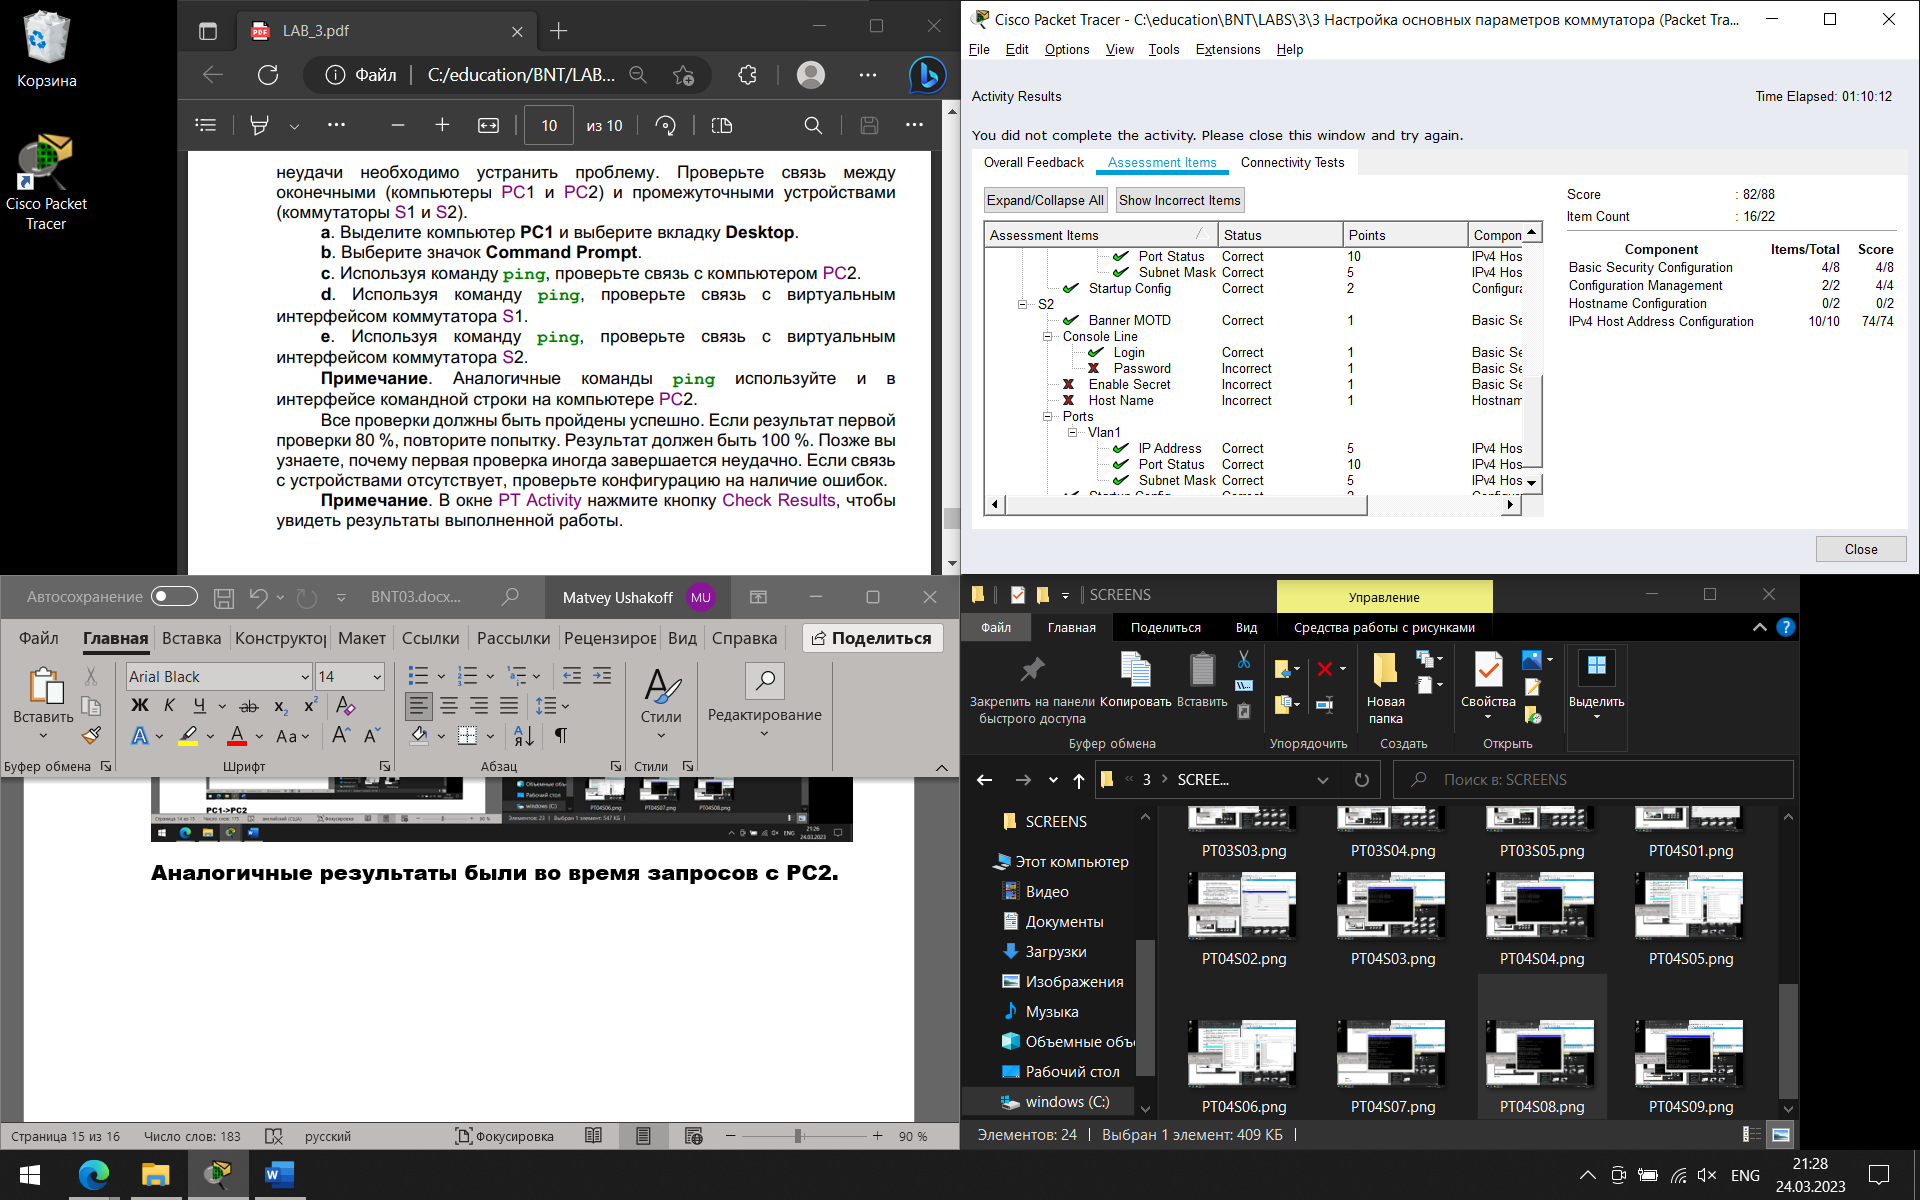 Корзина
Cisco Packet
Tracer
LAB_3.pdf
Файл
C:/education/BNT/LAB...
10
из 10
неудачи необходимо устранить проблему. Проверьте связь между
оконечными (компьютеры PC1 и PC2) и промежуточными устройствами
(коммутаторы S1 и S2).
a. Выделите компьютер PC1 и выберите вкладку Desktop.
b. Выберите значок Command Prompt.
c. Используя команду ping, проверьте связь с компьютером PC2.
d. Используя команду ping, проверьте связь с виртуальным
интерфейсом коммутатора S1.
e. Используя команду ping, проверьте связь с виртуальным
интерфейсом коммутатора S2.
Примечание. Аналогичные команды ping используйте и в
интерфейсе командной строки на компьютере PC2.
Все проверки должны быть пройдены успешно. Если результат первой
проверки 80 %, повторите попытку. Результат должен быть 100 %. Позже вы
узнаете, почему первая проверка иногда завершается неудачно. Если связь
с устройствами отсутствует, проверьте конфигурацию на наличие ошибок.
Примечание. В окне PT Activity нажмите кнопку Check Results, чтобы
увидеть результаты выполненной работы.
Cisco Packet Tracer - C:\education\BNT\LABS\3\3 Настройка основных параметров коммутатора (Packet Tra...
File Edit Options View Tools Extensions Help
Activity Results
Time Elapsed: 01:10:12
You did not complete the activity. Please close this window and try again.
Overall Feedback Assessment Items Connectivity Tests
Expand/Collapse All Show Incorrect Items
Assessment Items Status Points Compon
Port Status Correct 10 IPv4 Hos
Subnet Mask Correct 5 IPv4 Hos
Startup Config Correct 2 Configura
S2
Banner MOTD Correct 1 Basic Se
Console Line
Login Correct 1 Basic Se
Password Incorrect 1 Basic Se
Enable Secret Incorrect 1 Basic Se
Host Name Incorrect 1 Hostnam
Ports
Vlan1
IP Address Correct 5 IPv4 Hos
Port Status Correct 10 IPv4 Hos
Subnet Mask Correct 5 IPv4 Hos
Score : 82/88
Item Count : 16/22
Component Items/Total Score
Basic Security Configuration 4/8 4/8
Configuration Management 2/2 4/4
Hostname Configuration 0/2 0/2
IPv4 Host Address Configuration 10/10 74/74
Close
Автосохранение
BNT03.docx...
Matvey Ushakoff MU
Файл Главная Вставка Конструктор Макет Ссылки Рассылки Рецензиров Вид Справка Поделиться
Arial Black 14
Вставить
Ж К Ч ab x₂ x²
A A Aa A A
Стили
Редактирование
Буфер обмена Шрифт Абзац Стили
PC1->PC2
Аналогичные результаты были во время запросов с PC2.
Страница 15 из 16 Число слов: 183 русский Фокусировка 90 %
SCREENS
Управление
Файл Главная Поделиться Вид Средства работы с рисунками
Закрепить на панели
быстрого доступа
Копировать
Вставить
Новая
папка
Свойства
Выделить
Буфер обмена Упорядочить Создать Открыть
3 SCREE...
Поиск в: SCREENS
SCREENS
Этот компьютер
Видео
Документы
Загрузки
Изображения
Музыка
Объемные объе
Рабочий стол
windows (C:)
PT03S03.png PT03S04.png PT03S05.png PT04S01.png
PT04S02.png PT04S03.png PT04S04.png PT04S05.png
PT04S06.png PT04S07.png PT04S08.png PT04S09.png
Элементов: 24 Выбран 1 элемент: 409 КБ
ENG
21:28
24.03.2023